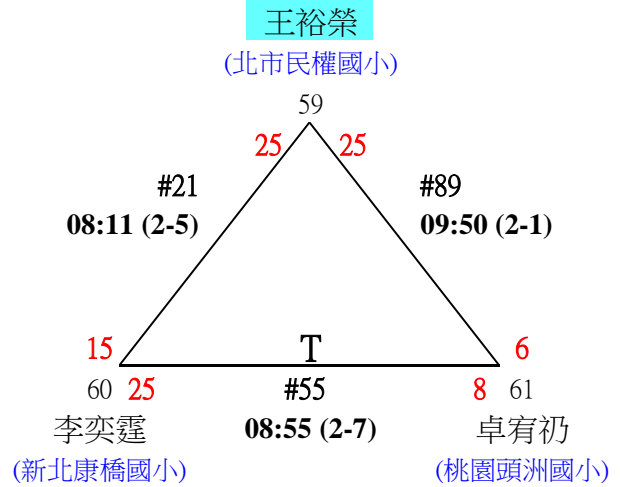 王裕榮
(北市民權國小)
59
25 25
#21 #89
08:11 (2-5) 09:50 (2-1)
15 T 6
60 25 #55 8 61
李奕霆 08:55 (2-7) 卓宥礽
(新北康橋國小) (桃園頭洲國小)